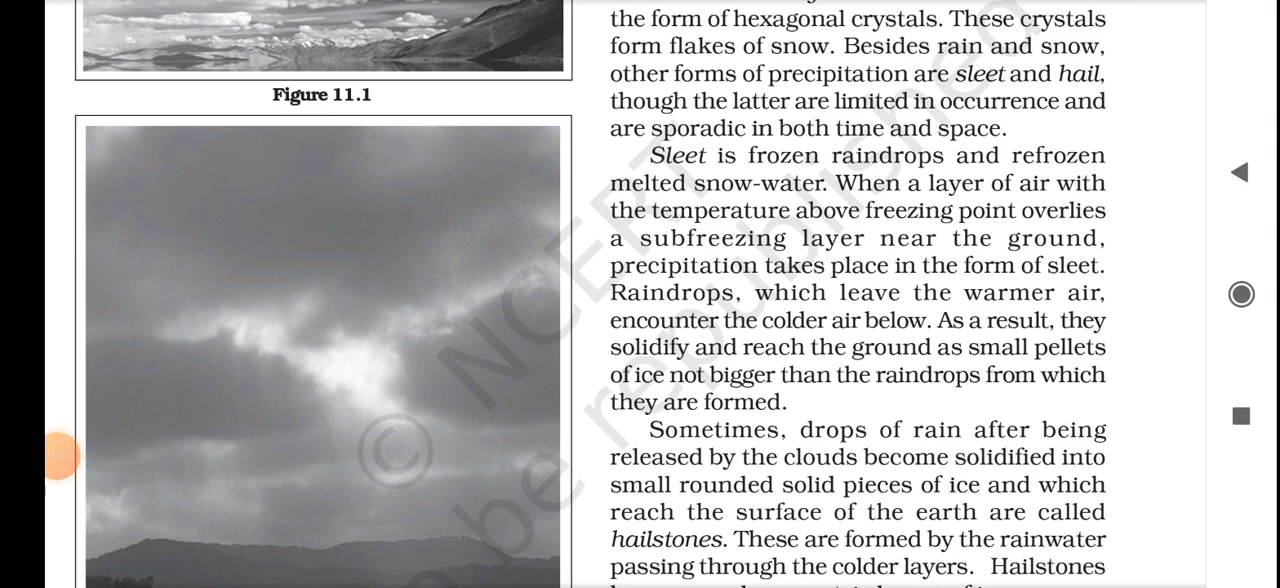 Figure 11.1
the form of hexagonal crystals. These crystals
form flakes of snow. Besides rain and snow,
other forms of precipitation are sleet and hail,
though the latter are limited in occurrence and
are sporadic in both time and space.
Sleet is frozen raindrops and refrozen
melted snow-water. When a layer of air with
the temperature above freezing point overlies
a subfreezing layer near the ground,
precipitation takes place in the form of sleet.
Raindrops, which leave the warmer air,
encounter the colder air below. As a result, they
solidify and reach the ground as small pellets
of ice not bigger than the raindrops from which
they are formed.
Sometimes, drops of rain after being
released by the clouds become solidified into
small rounded solid pieces of ice and which
reach the surface of the earth are called
hailstones. These are formed by the rainwater
passing through the colder layers. Hailstones
© NCERT
be republished
04:02